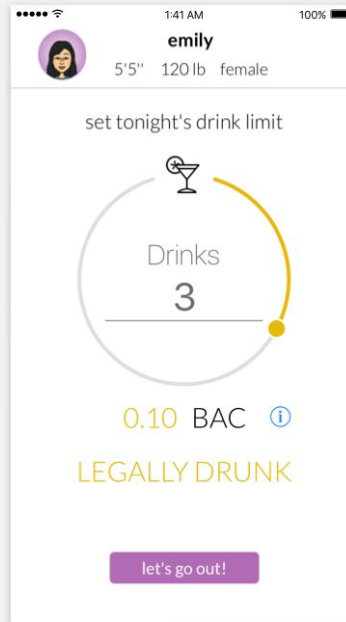 1:41 AM 100%
emily
5'5'' 120 lb female
set tonight's drink limit
Drinks
3
0.10 BAC i
LEGALLY DRUNK
let's go out!